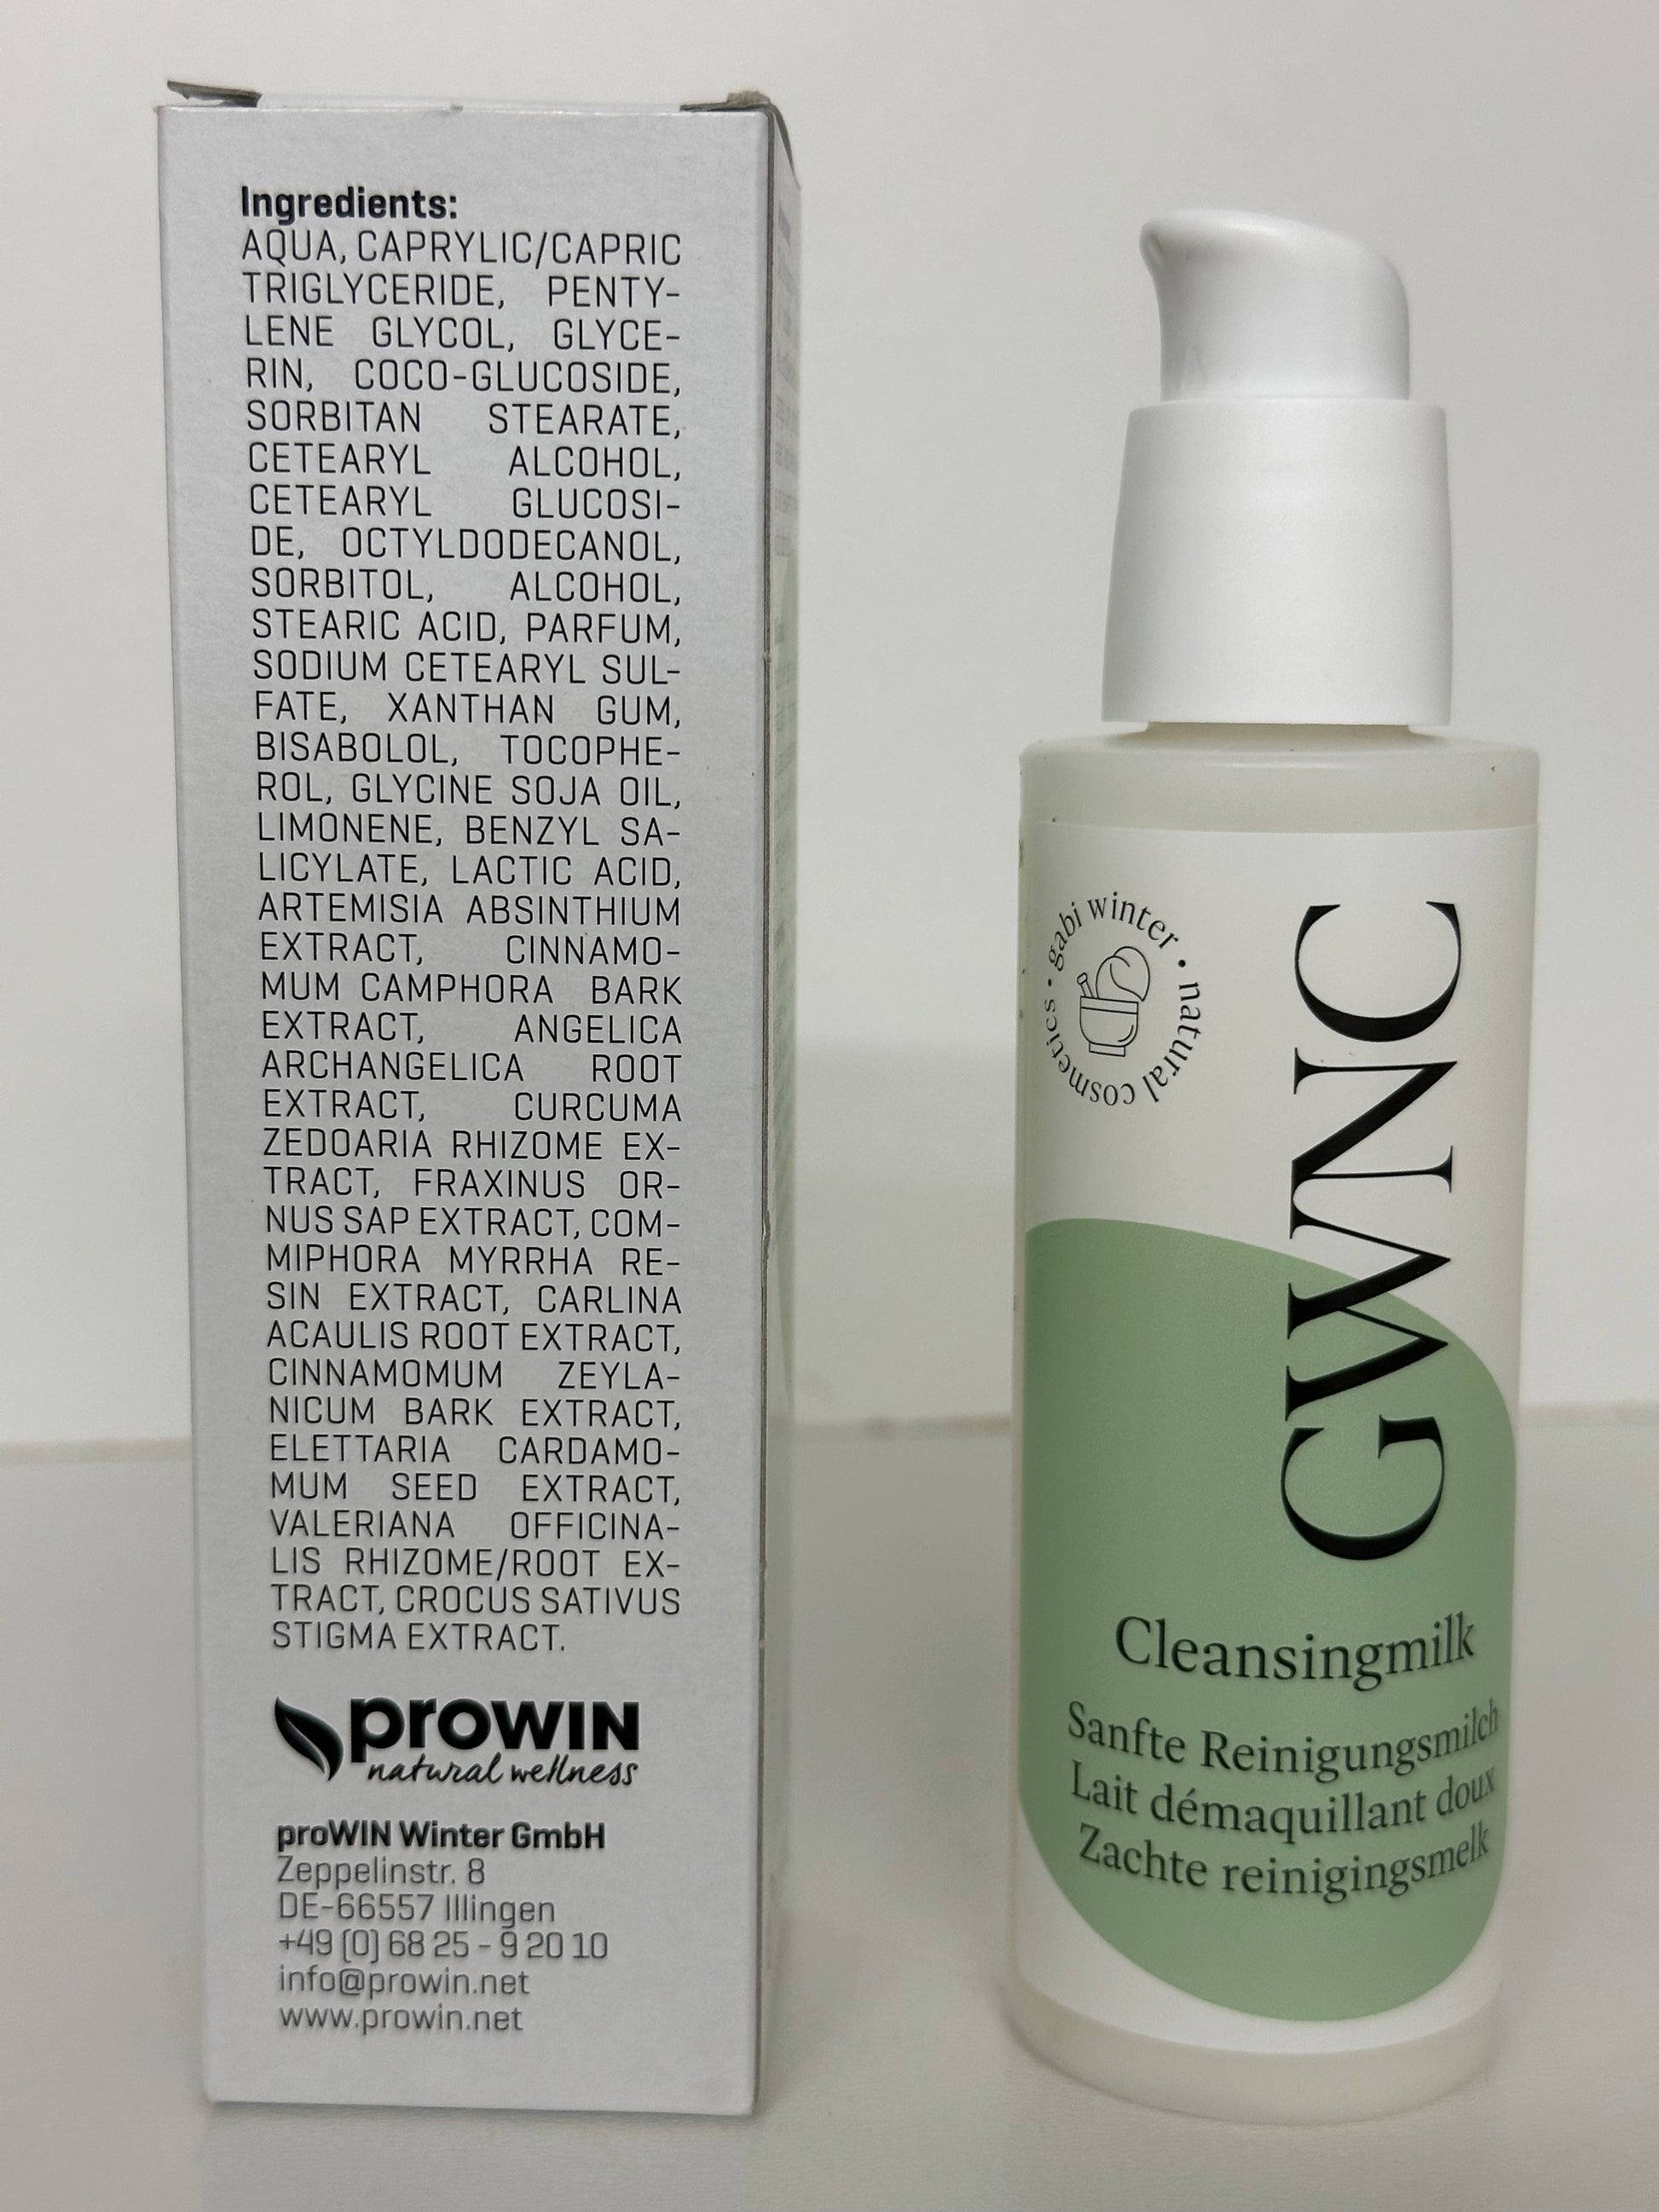 Ingredients:
AQUA, CAPRYLIC/CAPRIC
TRIGLYCERIDE, PENTY-
LENE GLYCOL, GLYCE-
RIN, COCO-GLUCOSIDE,
SORBITAN STEARATE,
CETEARYL ALCOHOL,
CETEARYL GLUCOSI-
DE, OCTYLDODECANOL,
SORBITOL, ALCOHOL,
STEARIC ACID, PARFUM,
SODIUM CETEARYL SUL-
FATE, XANTHAN GUM,
BISABOLOL, TOCOPHE-
ROL, GLYCINE SOJA OIL,
LIMONENE, BENZYL SA-
LICYLATE, LACTIC ACID,
ARTEMISIA ABSINTHIUM
EXTRACT, CINNAMO-
MUM CAMPHORA BARK
EXTRACT, ANGELICA
ARCHANGELICA ROOT
EXTRACT, CURCUMA
ZEDOARIA RHIZOME EX-
TRACT, FRAXINUS OR-
NUS SAP EXTRACT, COM-
MIPHORA MYRRHA RE-
SIN EXTRACT, CARLINA
ACAULIS ROOT EXTRACT,
CINNAMOMUM ZEYLA-
NICUM BARK EXTRACT,
ELETTARIA CARDAMO-
MUM SEED EXTRACT,
VALERIANA OFFICINA-
LIS RHIZOME/ROOT EX-
TRACT, CROCUS SATIVUS
STIGMA EXTRACT.
proWIN
natural wellness
proWIN Winter GmbH
Zeppelinstr. 8
DE-66557 Illingen
+49 (0) 68 25 - 9 20 10
info@prowin.net
www.prowin.net
gabi winter • natural cosmetics •
GWNC
Cleansingmilk
Sanfte Reinigungsmilch
Lait démaquillant doux
Zachte reinigingsmelk